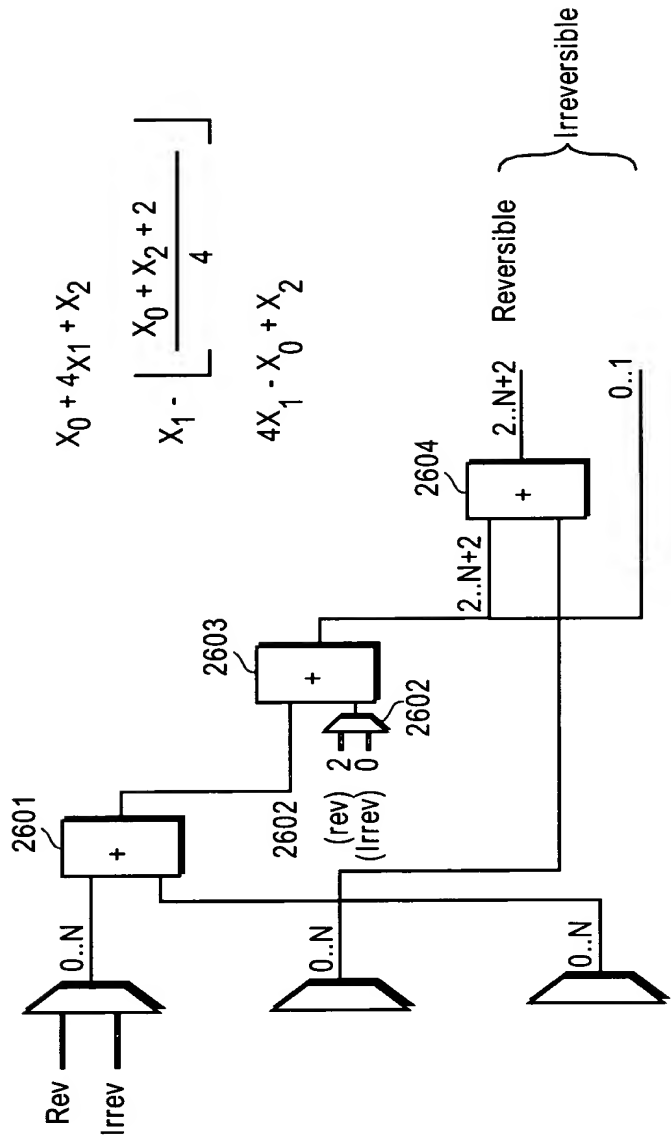 X0 + 4X1 + X2
X1 - [ X0 + X2 + 2
4 ]
4X1 - X0 + X2
Rev
Irrev
0..N
2601
+
2602
2
0
(rev)
(Irrev)
2602
2603
+
0..N
0..N
2..N+2
2604
+
2..N+2
0..1
Reversible
Irreversible